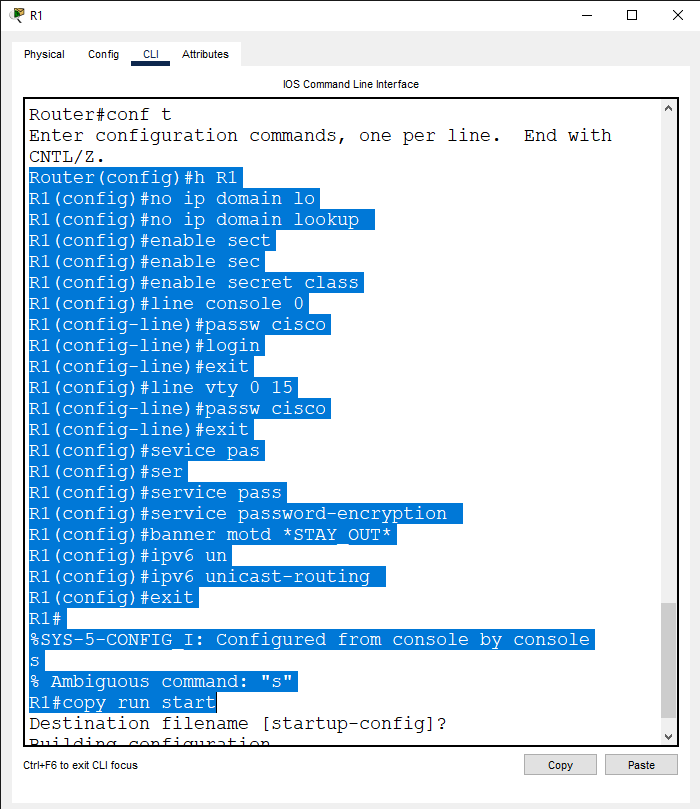 R1
Physical Config CLI Attributes
IOS Command Line Interface
Router#conf t
Enter configuration commands, one per line.  End with
CNTL/Z.
Router(config)#h R1
R1(config)#no ip domain lo
R1(config)#no ip domain lookup
R1(config)#enable sect
R1(config)#enable sec
R1(config)#enable secret class
R1(config)#line console 0
R1(config-line)#passw cisco
R1(config-line)#login
R1(config-line)#exit
R1(config)#line vty 0 15
R1(config-line)#passw cisco
R1(config-line)#exit
R1(config)#sevice pas
R1(config)#ser
R1(config)#service pass
R1(config)#service password-encryption
R1(config)#banner motd *STAY_OUT*
R1(config)#ipv6 un
R1(config)#ipv6 unicast-routing
R1(config)#exit
R1#
%SYS-5-CONFIG_I: Configured from console by console
s
% Ambiguous command: "s"
R1#copy run start
Destination filename [startup-config]?
Building configuration
Ctrl+F6 to exit CLI focus
Copy Paste